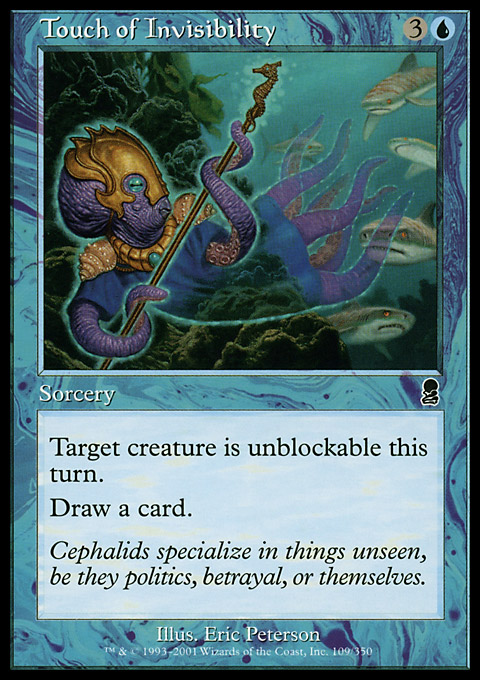 Touch of Invisibility 3
Sorcery
Target creature is unblockable this
turn.
Draw a card.
Cephalids specialize in things unseen,
be they politics, betrayal, or themselves.
Illus. Eric Peterson
™ & © 1993–2001 Wizards of the Coast, Inc. 109/350